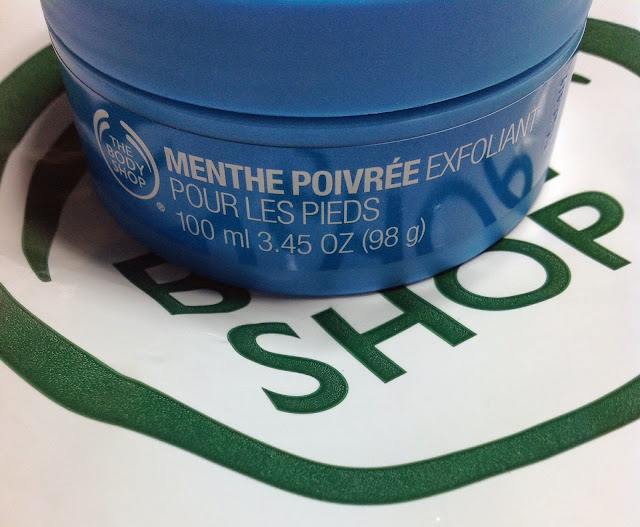 THE
BODY
SHOP
®
MENTHE POIVRÉE EXFOLIANT
POUR LES PIEDS
100 ml 3.45 OZ (98 g)
B
SHOP